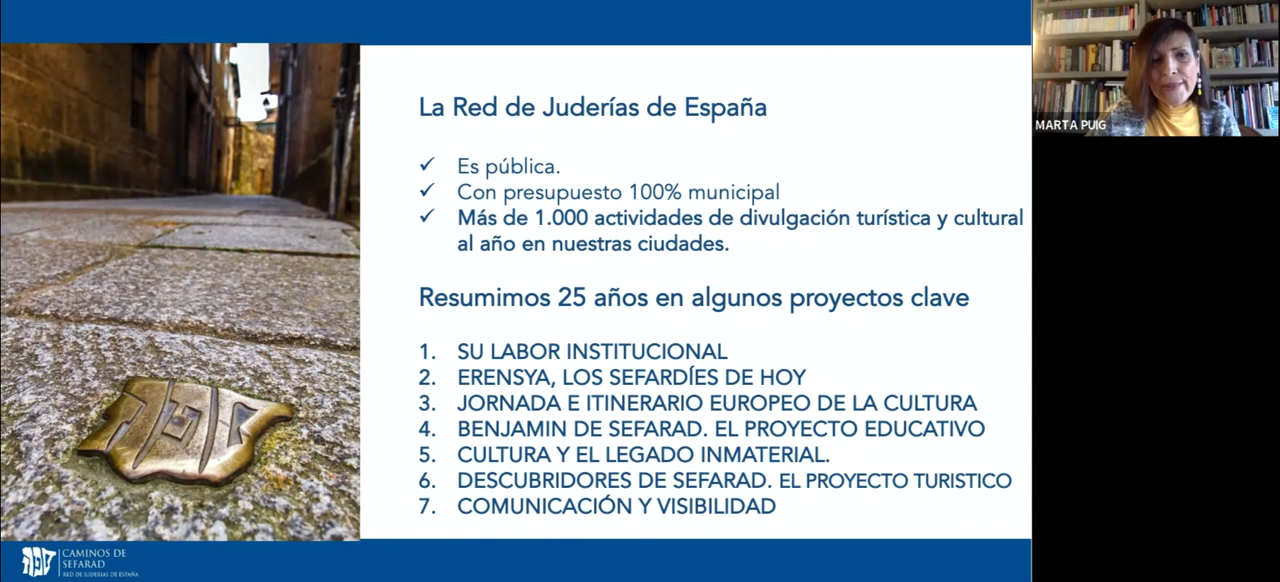 La Red de Juderías de España
✓ Es pública.
✓ Con presupuesto 100% municipal
✓ Más de 1.000 actividades de divulgación turística y cultural
al año en nuestras ciudades.
Resumimos 25 años en algunos proyectos clave
1. SU LABOR INSTITUCIONAL
2. ERENSYA, LOS SEFARDÍES DE HOY
3. JORNADA E ITINERARIO EUROPEO DE LA CULTURA
4. BENJAMIN DE SEFARAD. EL PROYECTO EDUCATIVO
5. CULTURA Y EL LEGADO INMATERIAL.
6. DESCUBRIDORES DE SEFARAD. EL PROYECTO TURISTICO
7. COMUNICACIÓN Y VISIBILIDAD
MARTA PUIG
ספרד
CAMINOS DE
SEFARAD
RED DE JUDERÍAS DE ESPAÑA